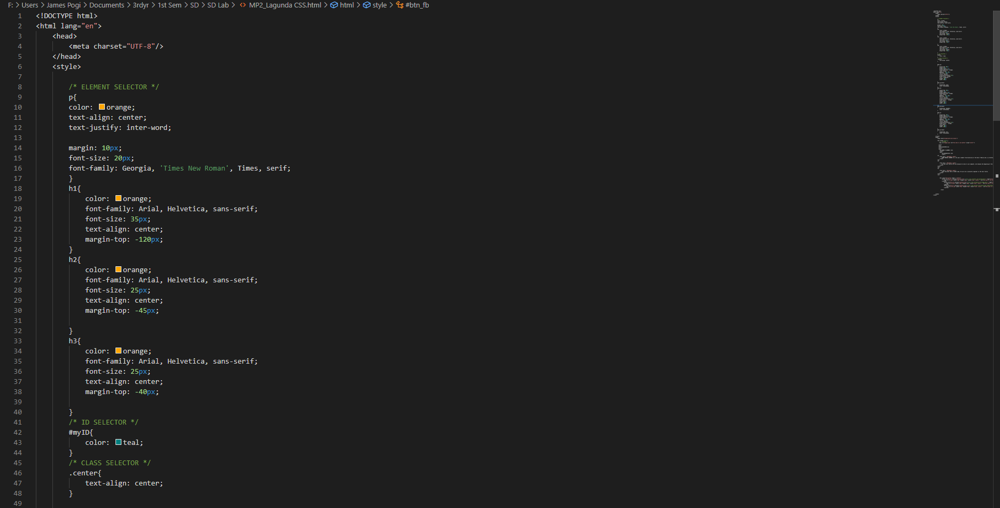 F: > Users > James Pogi > Documents > 3rdyr > 1st Sem > SD > SD Lab > <> MP2_Lagunda CSS.html > html > style > #btn_fb
1 <!DOCTYPE html>
2 <html lang="en">
3 <head>
4 <meta charset="UTF-8"/>
5 </head>
6 <style>
7
8 /* ELEMENT SELECTOR */
9 p{
10 color: orange;
11 text-align: center;
12 text-justify: inter-word;
13
14 margin: 10px;
15 font-size: 20px;
16 font-family: Georgia, 'Times New Roman', Times, serif;
17 }
18 h1{
19 color: orange;
20 font-family: Arial, Helvetica, sans-serif;
21 font-size: 35px;
22 text-align: center;
23 margin-top: -120px;
24 }
25 h2{
26 color: orange;
27 font-family: Arial, Helvetica, sans-serif;
28 font-size: 25px;
29 text-align: center;
30 margin-top: -45px;
31
32 }
33 h3{
34 color: orange;
35 font-family: Arial, Helvetica, sans-serif;
36 font-size: 25px;
37 text-align: center;
38 margin-top: -40px;
39
40 }
41 /* ID SELECTOR */
42 #myID{
43 color: teal;
44 }
45 /* CLASS SELECTOR */
46 .center{
47 text-align: center;
48 }
49